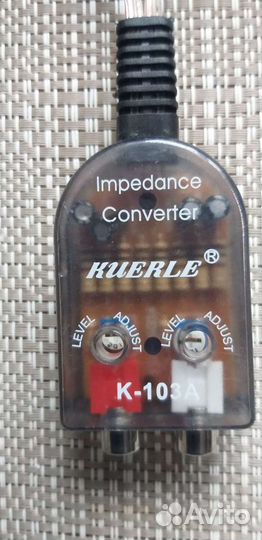 Impedance
Converter
KUERLE®
LEVEL ADJUST LEVEL ADJUST
K-103A
Avito